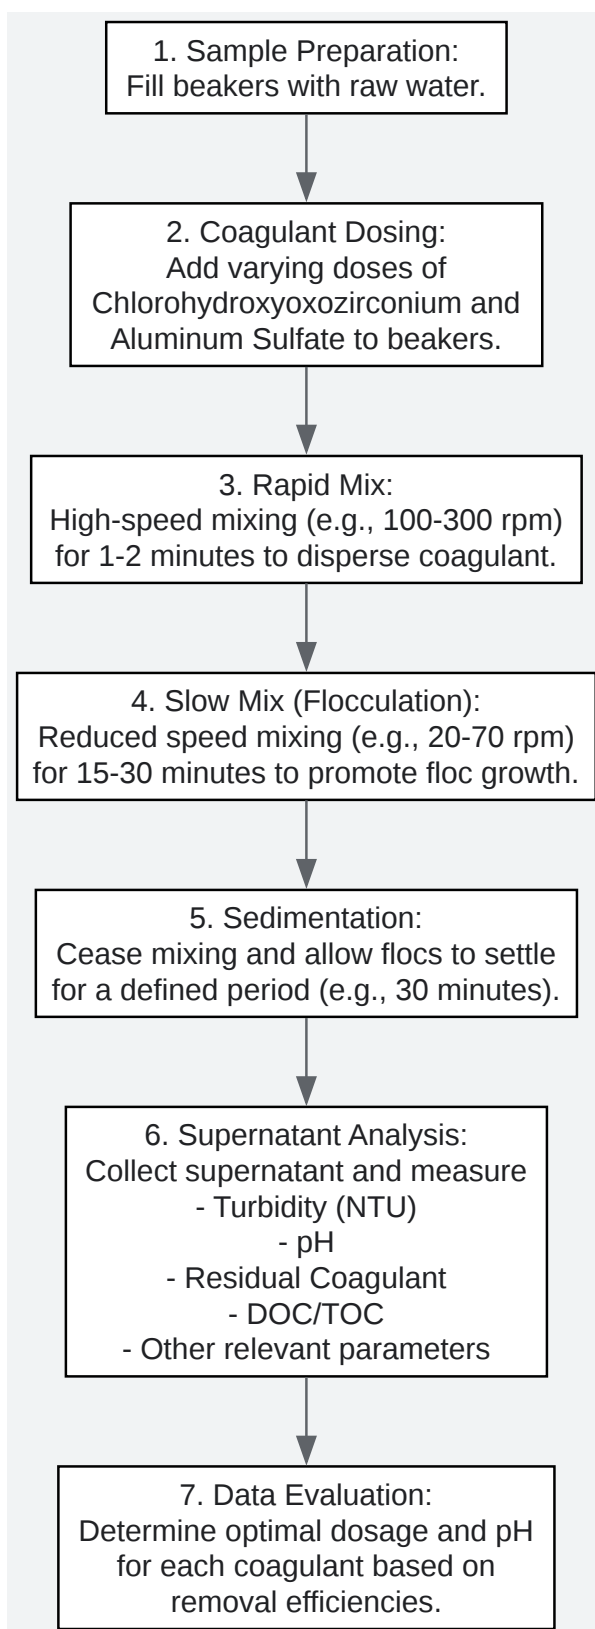 1. Sample Preparation:
Fill beakers with raw water.
2. Coagulant Dosing:
Add varying doses of
Chlorohydroxyoxozirconium and
Aluminum Sulfate to beakers.
3. Rapid Mix:
High-speed mixing (e.g., 100-300 rpm)
for 1-2 minutes to disperse coagulant.
4. Slow Mix (Flocculation):
Reduced speed mixing (e.g., 20-70 rpm)
for 15-30 minutes to promote floc growth.
5. Sedimentation:
Cease mixing and allow flocs to settle
for a defined period (e.g., 30 minutes).
6. Supernatant Analysis:
Collect supernatant and measure
- Turbidity (NTU)
- pH
- Residual Coagulant
- DOC/TOC
- Other relevant parameters
7. Data Evaluation:
Determine optimal dosage and pH
for each coagulant based on
removal efficiencies.